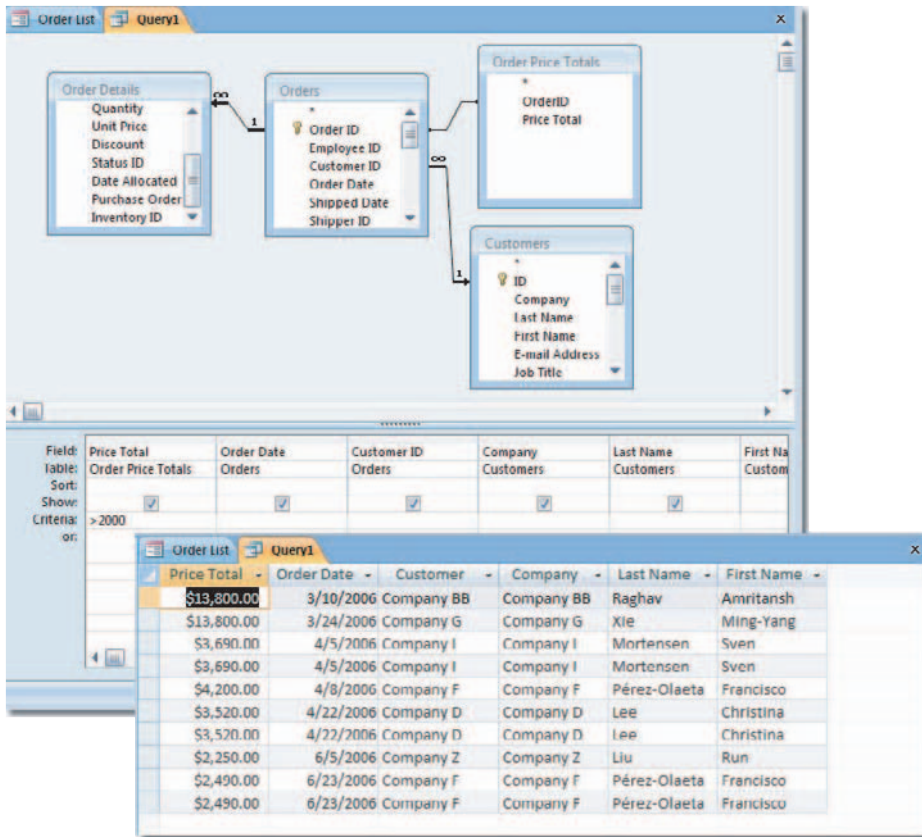 Order List Query1 x
Order Details
Quantity
Unit Price
Discount
Status ID
Date Allocated
Purchase Order
Inventory ID
∞
1
Orders
*
Order ID
Employee ID
Customer ID
Order Date
Shipped Date
Shipper ID
∞
1
Order Price Totals
*
OrderID
Price Total
Customers
*
ID
Company
Last Name
First Name
E-mail Address
Job Title
Field: Price Total Order Date Customer ID Company Last Name First Na
Table: Order Price Totals Orders Orders Customers Customers Custom
Sort:
Show:
Criteria: >2000
or:
Order List Query1 x
Price Total Order Date Customer Company Last Name First Name
$13,800.00 3/10/2006 Company BB Company BB Raghav Amritansh
$13,800.00 3/24/2006 Company G Company G Xie Ming-Yang
$3,690.00 4/5/2006 Company I Company I Mortensen Sven
$3,690.00 4/5/2006 Company I Company I Mortensen Sven
$4,200.00 4/8/2006 Company F Company F Pérez-Olaeta Francisco
$3,520.00 4/22/2006 Company D Company D Lee Christina
$3,520.00 4/22/2006 Company D Company D Lee Christina
$2,250.00 6/5/2006 Company Z Company Z Liu Run
$2,490.00 6/23/2006 Company F Company F Pérez-Olaeta Francisco
$2,490.00 6/23/2006 Company F Company F Pérez-Olaeta Francisco